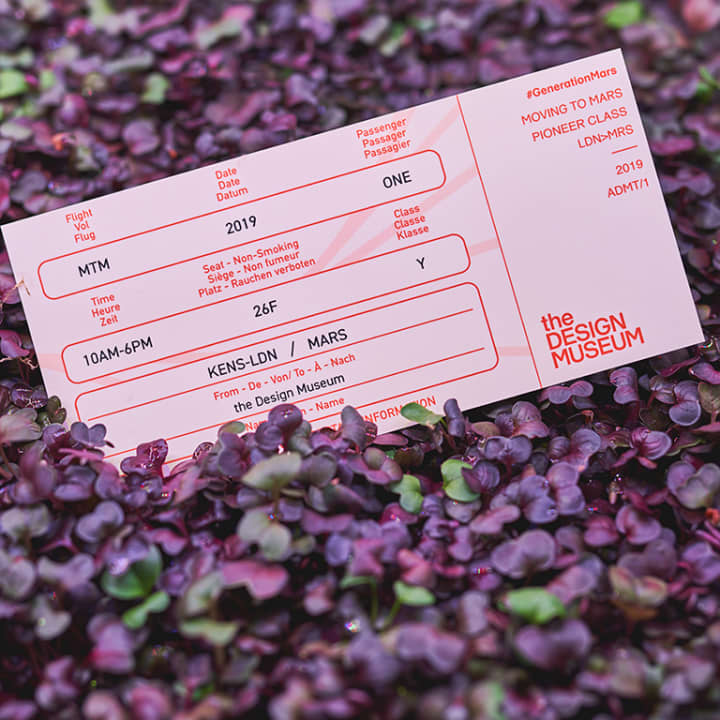 Flight
Vol
Flug
Date
Date
Datum
Passenger
Passager
Passagier
MTM
2019
ONE
Time
Heure
Zeit
Seat - Non-Smoking
Siège - Non fumeur
Platz - Rauchen verboten
Class
Classe
Klasse
10AM-6PM
26F
Y
KENS-LDN / MARS
From - De - Von/ To - À - Nach
the Design Museum
- Name
INFORMATION
#GenerationMars
MOVING TO MARS
PIONEER CLASS
LDN>MRS
2019
ADMT/1
the
DESIGN
MUSEUM